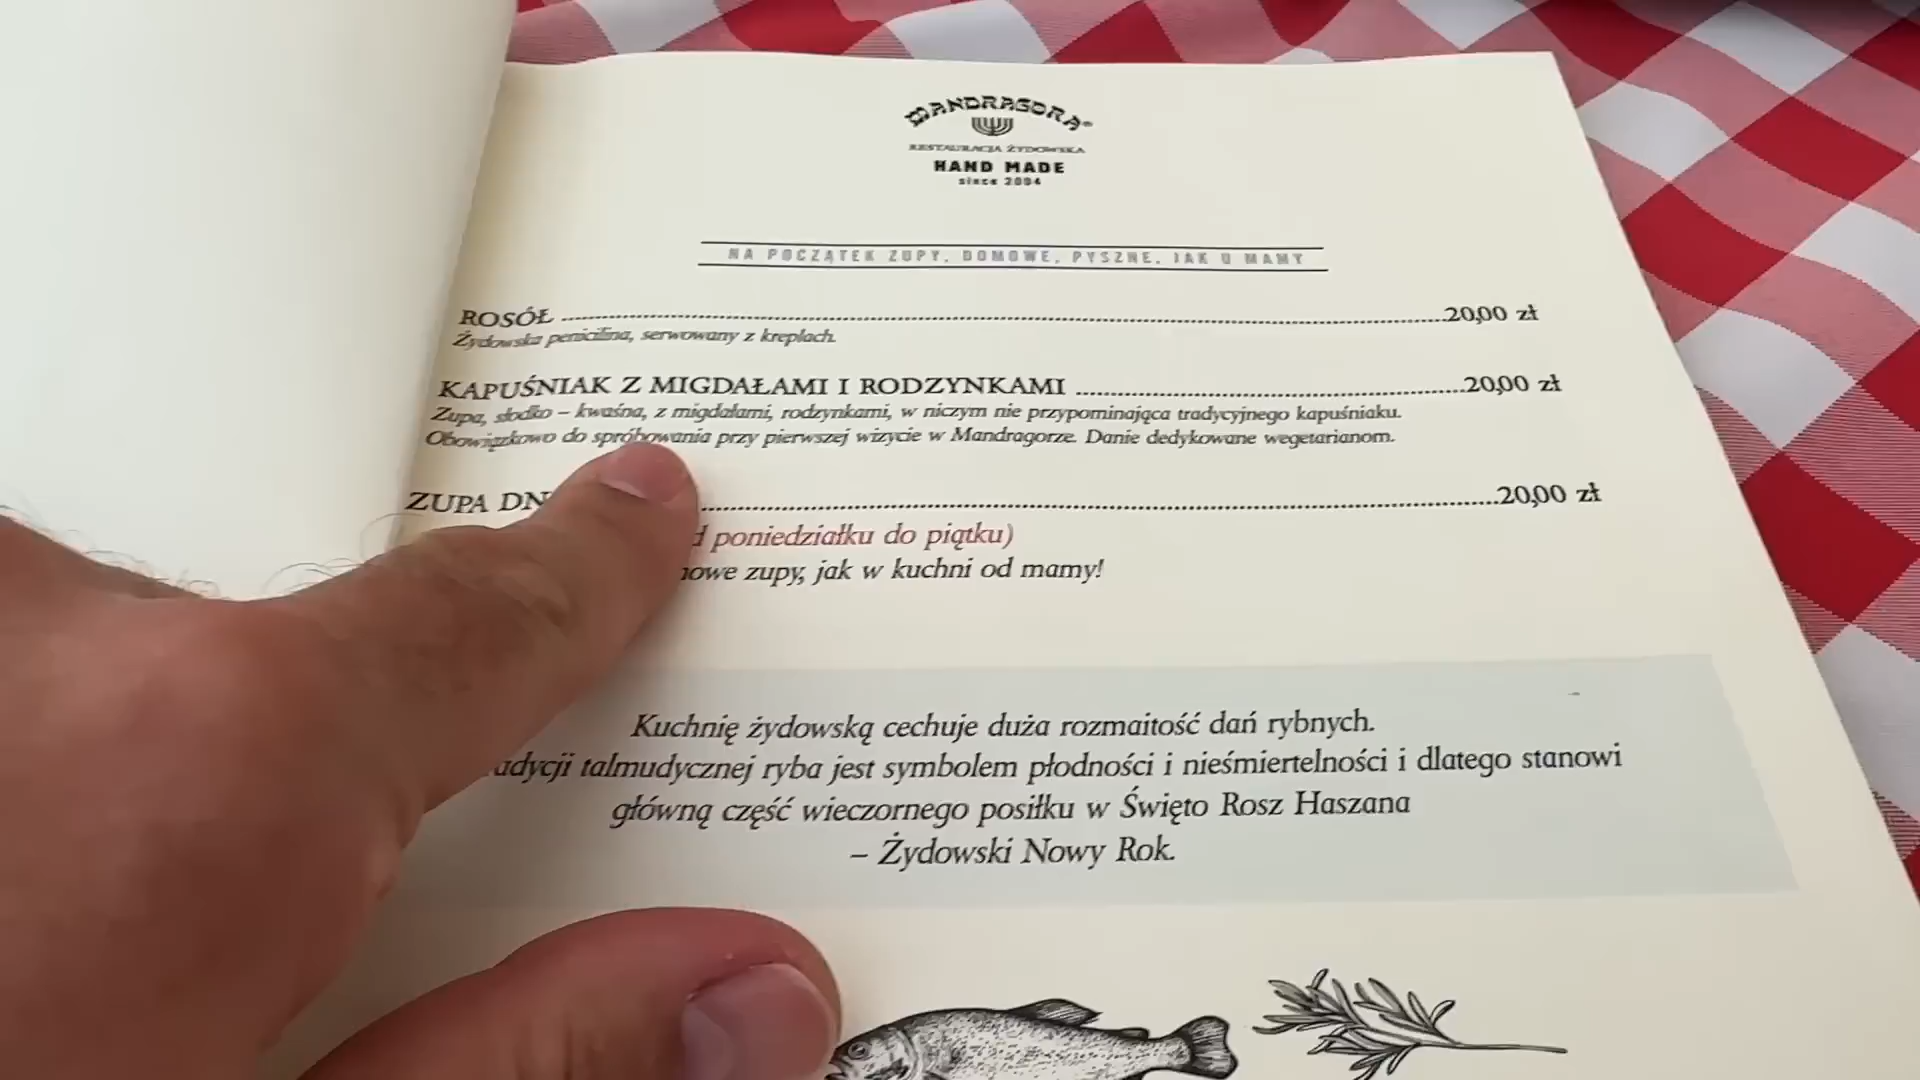 MANDRAGORA®
RESTAURACJA ŻYDOWSKA
HAND MADE
since 2004
NA POCZĄTEK ZUPY, DOMOWE, PYSZNE, JAK U MAMY
ROSÓŁ 20,00 zł
Żydowska penicilina, serwowany z kreplach.
KAPUŚNIAK Z MIGDAŁAMI I RODZYNKAMI 20,00 zł
Zupa, słodko – kwaśna, z migdałami, rodzynkami, w niczym nie przypominająca tradycyjnego kapuśniaku.
Obowiązkowo do spróbowania przy pierwszej wizycie w Mandragorze. Danie dedykowane wegetarianom.
ZUPA DN 20,00 zł
poniedziałku do piątku)
zupy, jak w kuchni od mamy!
Kuchnię żydowską cechuje duża rozmaitość dań rybnych.
adycji talmudycznej ryba jest symbolem płodności i nieśmiertelności i dlatego stanowi
główną część wieczornego posiłku w Święto Rosz Haszana
– Żydowski Nowy Rok.